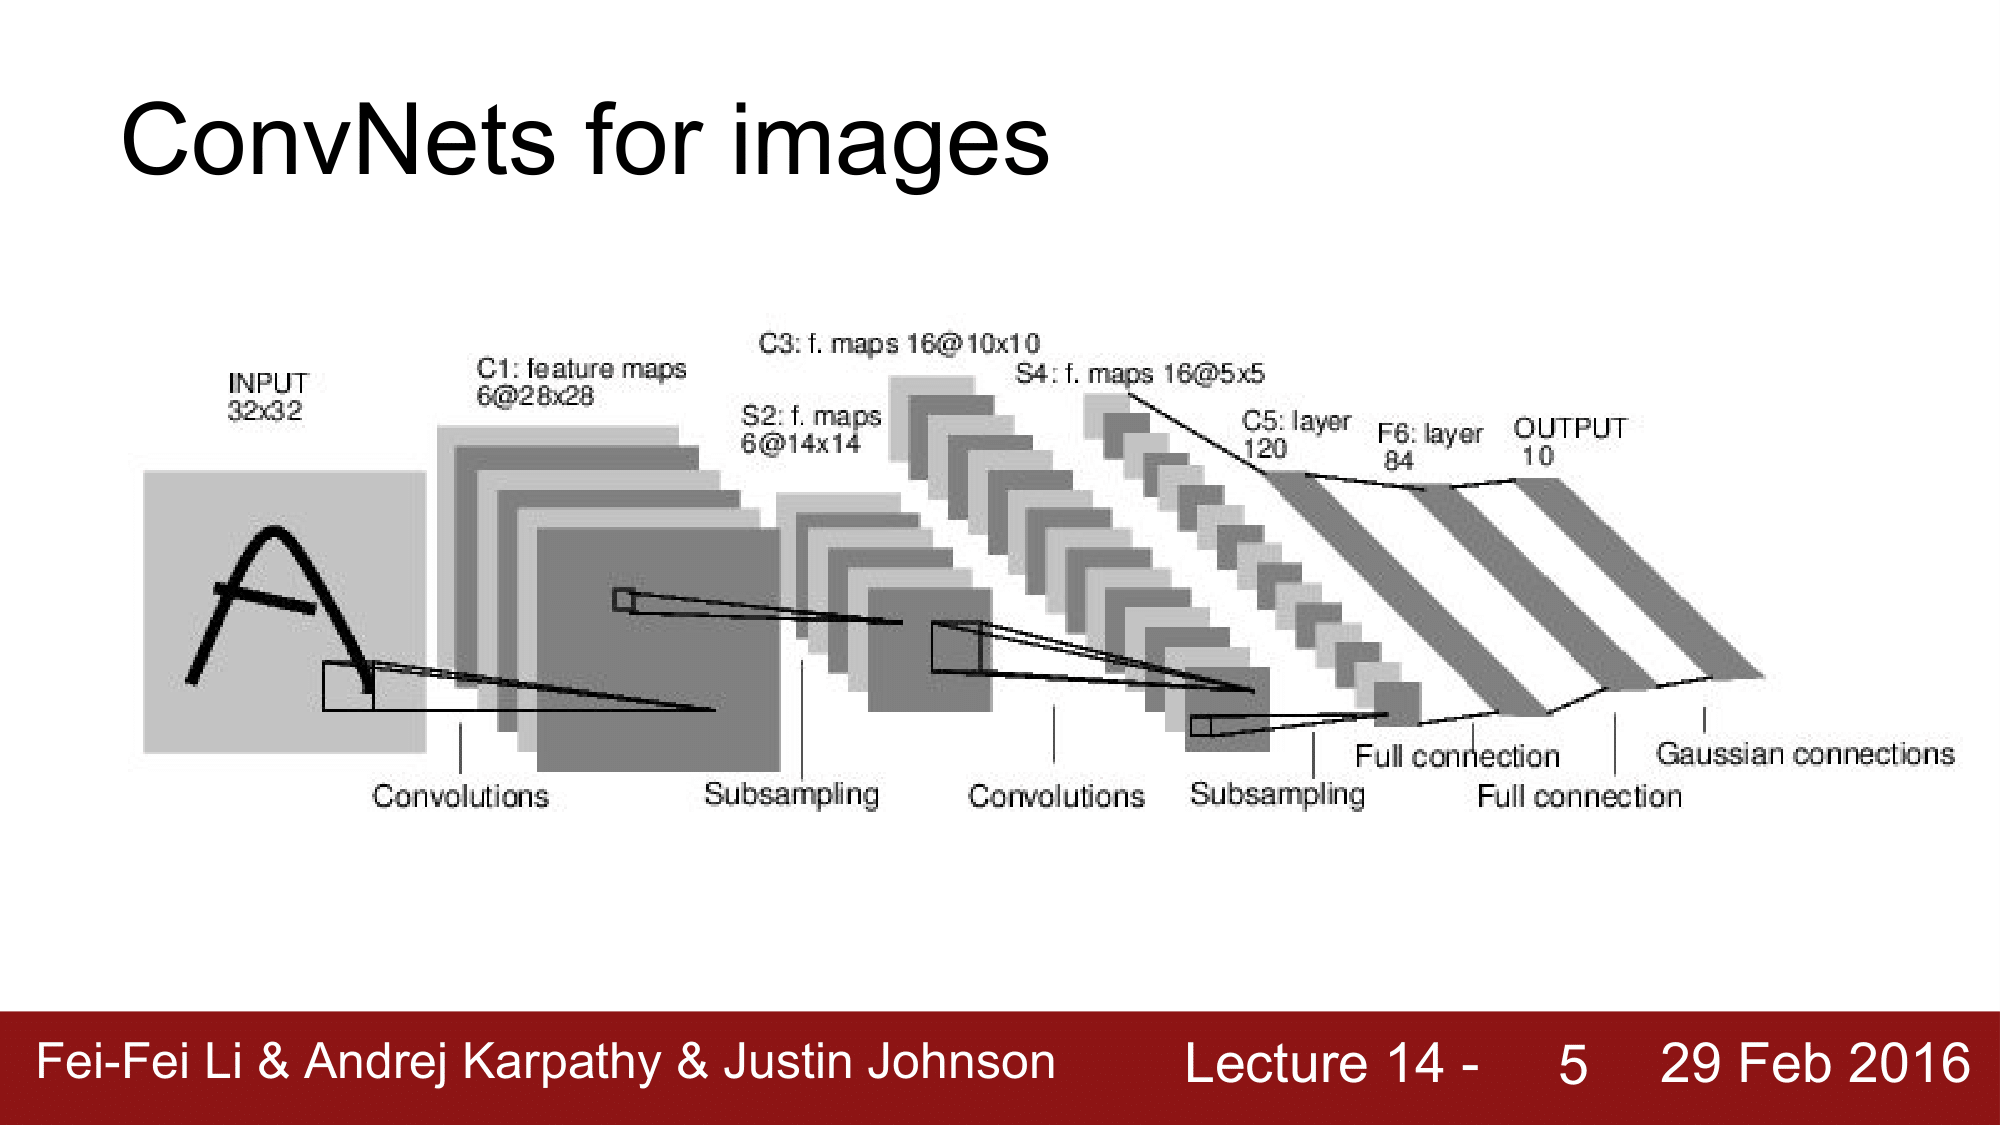 ConvNets for images
INPUT
32x32
C1: feature maps
6@28x28
S2: f. maps
6@14x14
C3: f. maps 16@10x10
S4: f. maps 16@5x5
C5: layer
120
F6: layer
84
OUTPUT
10
A
Convolutions
Subsampling
Convolutions
Subsampling
Full connection
Full connection
Gaussian connections
Fei-Fei Li & Andrej Karpathy & Justin Johnson
Lecture 14 - 5
29 Feb 2016